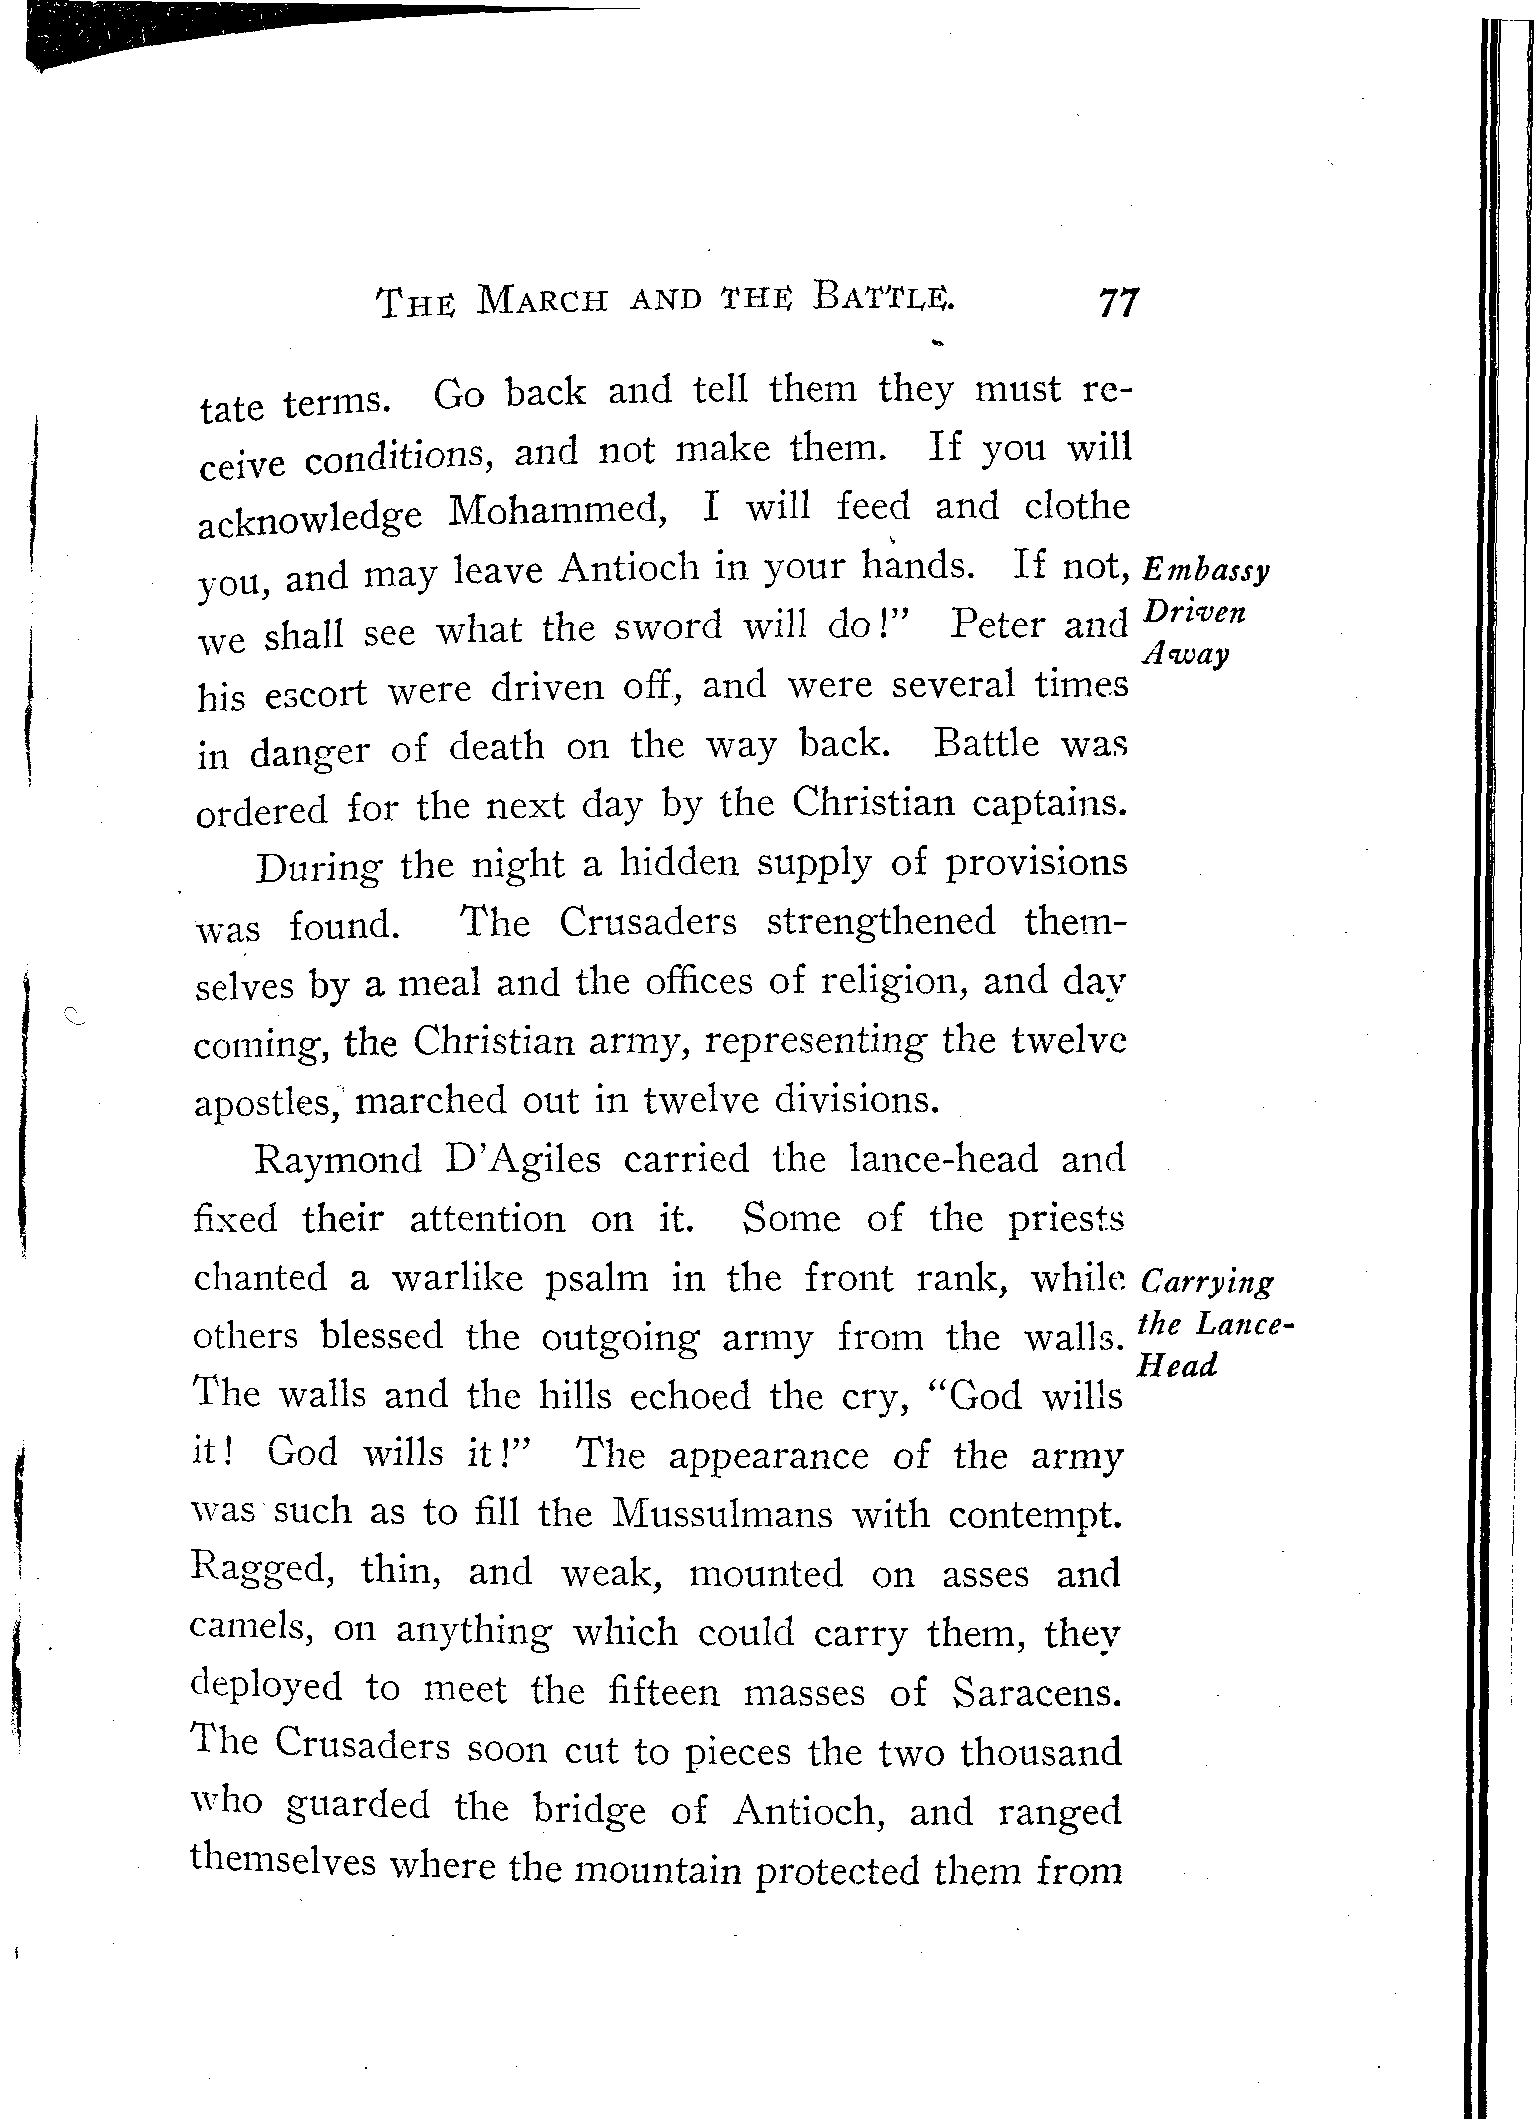 THE MARCH AND THE BATTLE. 77
tate terms. Go back and tell them they must re-
ceive conditions, and not make them. If you will
acknowledge Mohammed, I will feed and clothe
you, and may leave Antioch in your hands. If not,
we shall see what the sword will do!" Peter and
his escort were driven off, and were several times
in danger of death on the way back. Battle was
ordered for the next day by the Christian captains.
Embassy
Driven
Away
During the night a hidden supply of provisions
was found. The Crusaders strengthened them-
selves by a meal and the offices of religion, and day
coming, the Christian army, representing the twelve
apostles, marched out in twelve divisions.
Raymond D'Agiles carried the lance-head and
fixed their attention on it. Some of the priests
chanted a warlike psalm in the front rank, while
others blessed the outgoing army from the walls.
The walls and the hills echoed the cry, "God wills
it! God wills it!" The appearance of the army
was such as to fill the Mussulmans with contempt.
Ragged, thin, and weak, mounted on asses and
camels, on anything which could carry them, they
deployed to meet the fifteen masses of Saracens.
The Crusaders soon cut to pieces the two thousand
who guarded the bridge of Antioch, and ranged
themselves where the mountain protected them from
Carrying
the Lance-
Head